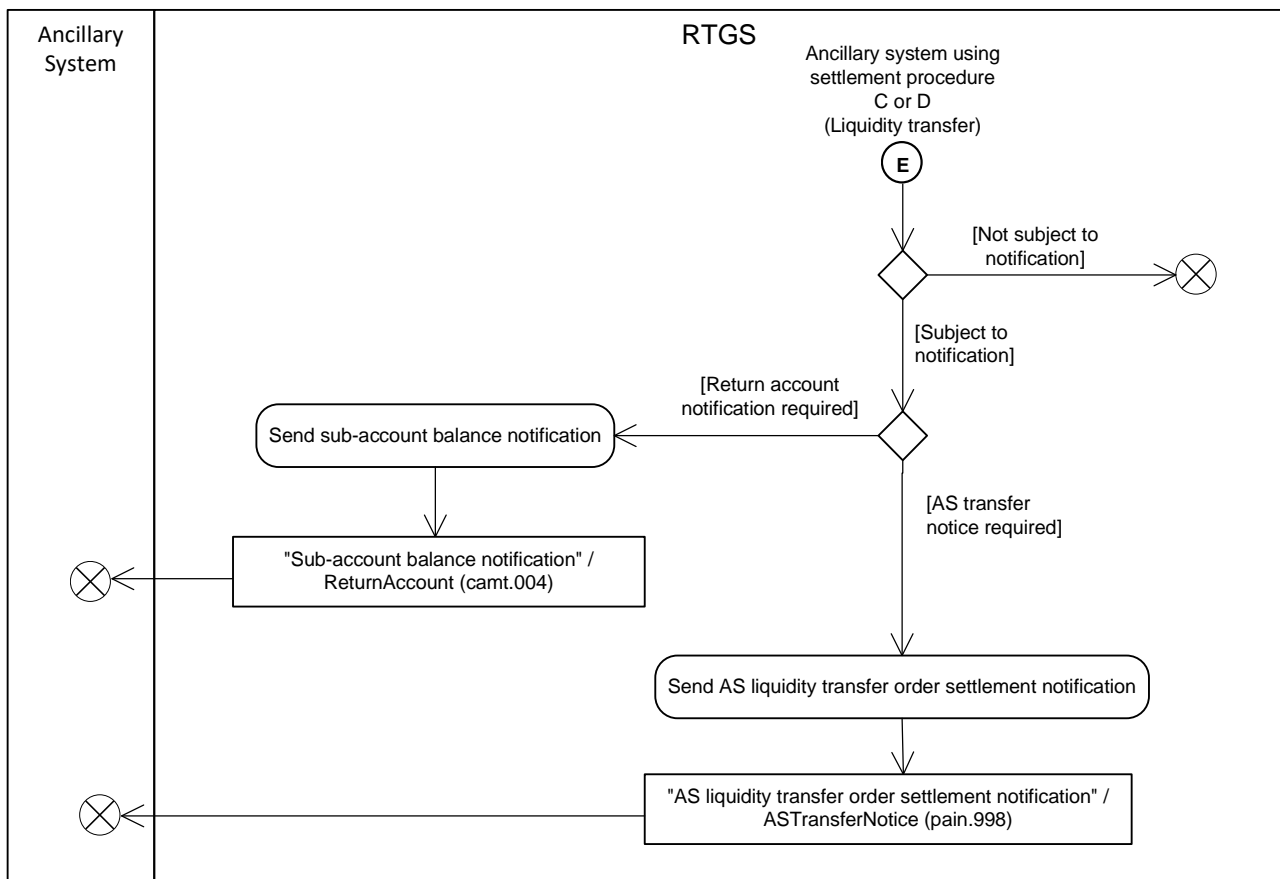 Ancillary
System
RTGS
Ancillary system using
settlement procedure
C or D
(Liquidity transfer)
E
[Not subject to
notification]
[Subject to
notification]
[Return account
notification required]
Send sub-account balance notification
[AS transfer
notice required]
"Sub-account balance notification" /
ReturnAccount (camt.004)
Send AS liquidity transfer order settlement notification
"AS liquidity transfer order settlement notification" /
ASTransferNotice (pain.998)